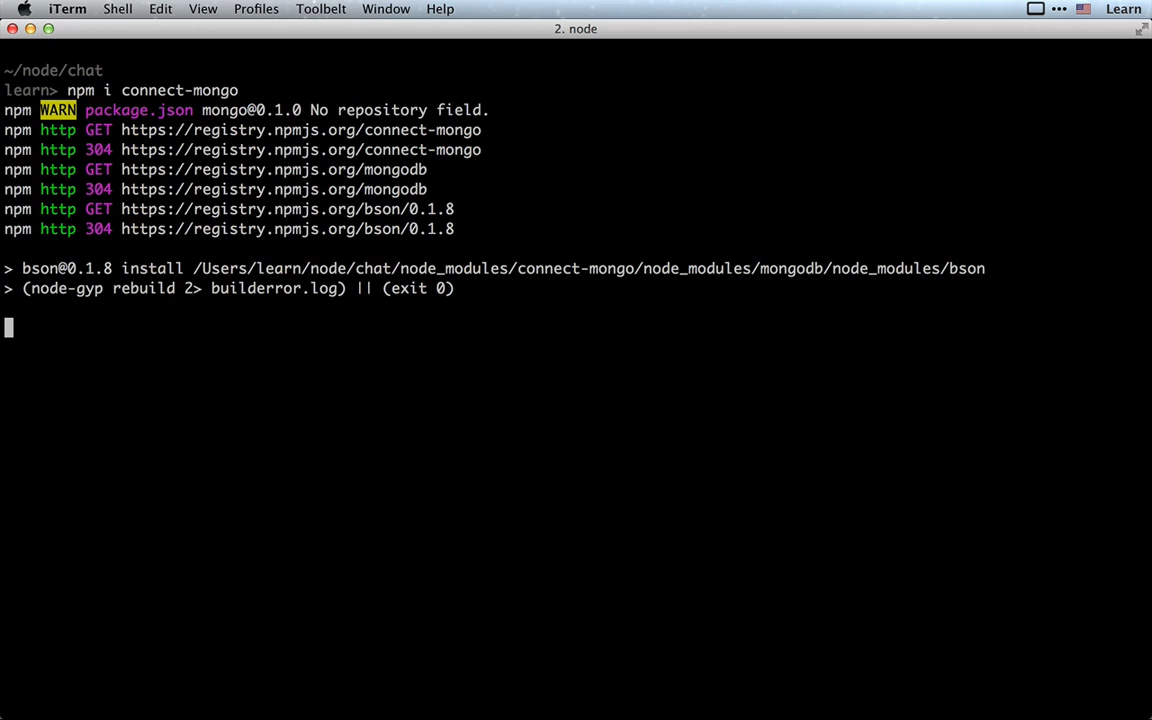 iTerm Shell Edit View Profiles Toolbelt Window Help Learn
2. node
~/node/chat
learn> npm i connect-mongo
npm WARN package.json mongo@0.1.0 No repository field.
npm http GET https://registry.npmjs.org/connect-mongo
npm http 304 https://registry.npmjs.org/connect-mongo
npm http GET https://registry.npmjs.org/mongodb
npm http 304 https://registry.npmjs.org/mongodb
npm http GET https://registry.npmjs.org/bson/0.1.8
npm http 304 https://registry.npmjs.org/bson/0.1.8
> bson@0.1.8 install /Users/learn/node/chat/node_modules/connect-mongo/node_modules/mongodb/node_modules/bson
> (node-gyp rebuild 2> builderror.log) || (exit 0)